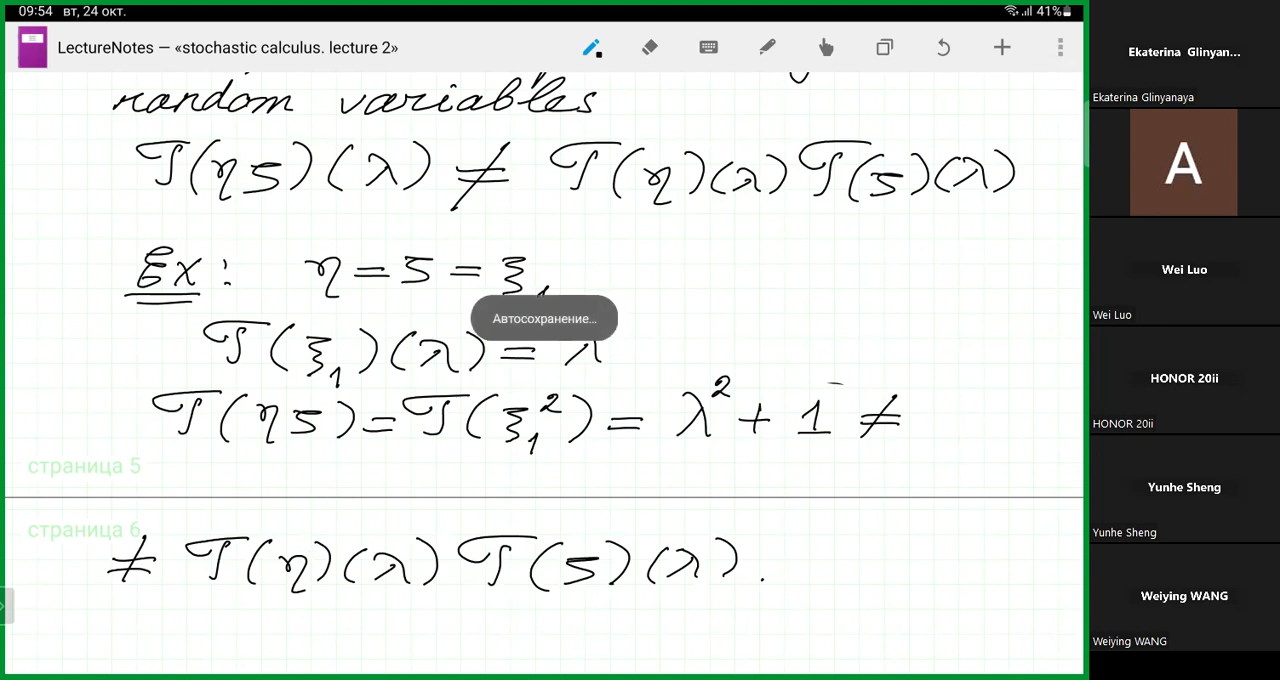 09:54 вт, 24 окт.
41%
LectureNotes — «stochastic calculus. lecture 2»
random variables
𝒯(ηζ)(λ) ≠ 𝒯(η)(λ)𝒯(ζ)(λ)
Ex: η = ζ = ξ₁
Автосохранение…
𝒯(ξ₁)(λ) = λ
𝒯(ηζ) = 𝒯(ξ₁²) = λ² + 1 ≠
страница 5
страница 6
≠ 𝒯(η)(λ) 𝒯(ζ)(λ).
Ekaterina Glinyan...
Ekaterina Glinyanaya
A
Wei Luo
Wei Luo
HONOR 20ii
HONOR 20ii
Yunhe Sheng
Yunhe Sheng
Weiying WANG
Weiying WANG